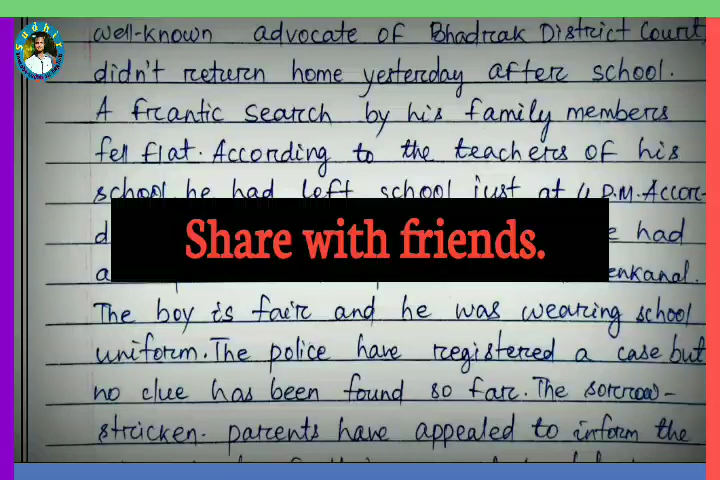 Sudhir
well-known advocate of Bhadrak District Court,
didn't return home yesterday after school.
A frantic search by his family members
fell flat. According to the teachers of his
school he had left school just at 4 P.M. Accor-
d had
a enkanal.
Share with friends.
The boy is fair and he was wearing school
uniform. The police have registered a case but
no clue has been found so far. The sorrow-
stricken parents have appealed to inform the